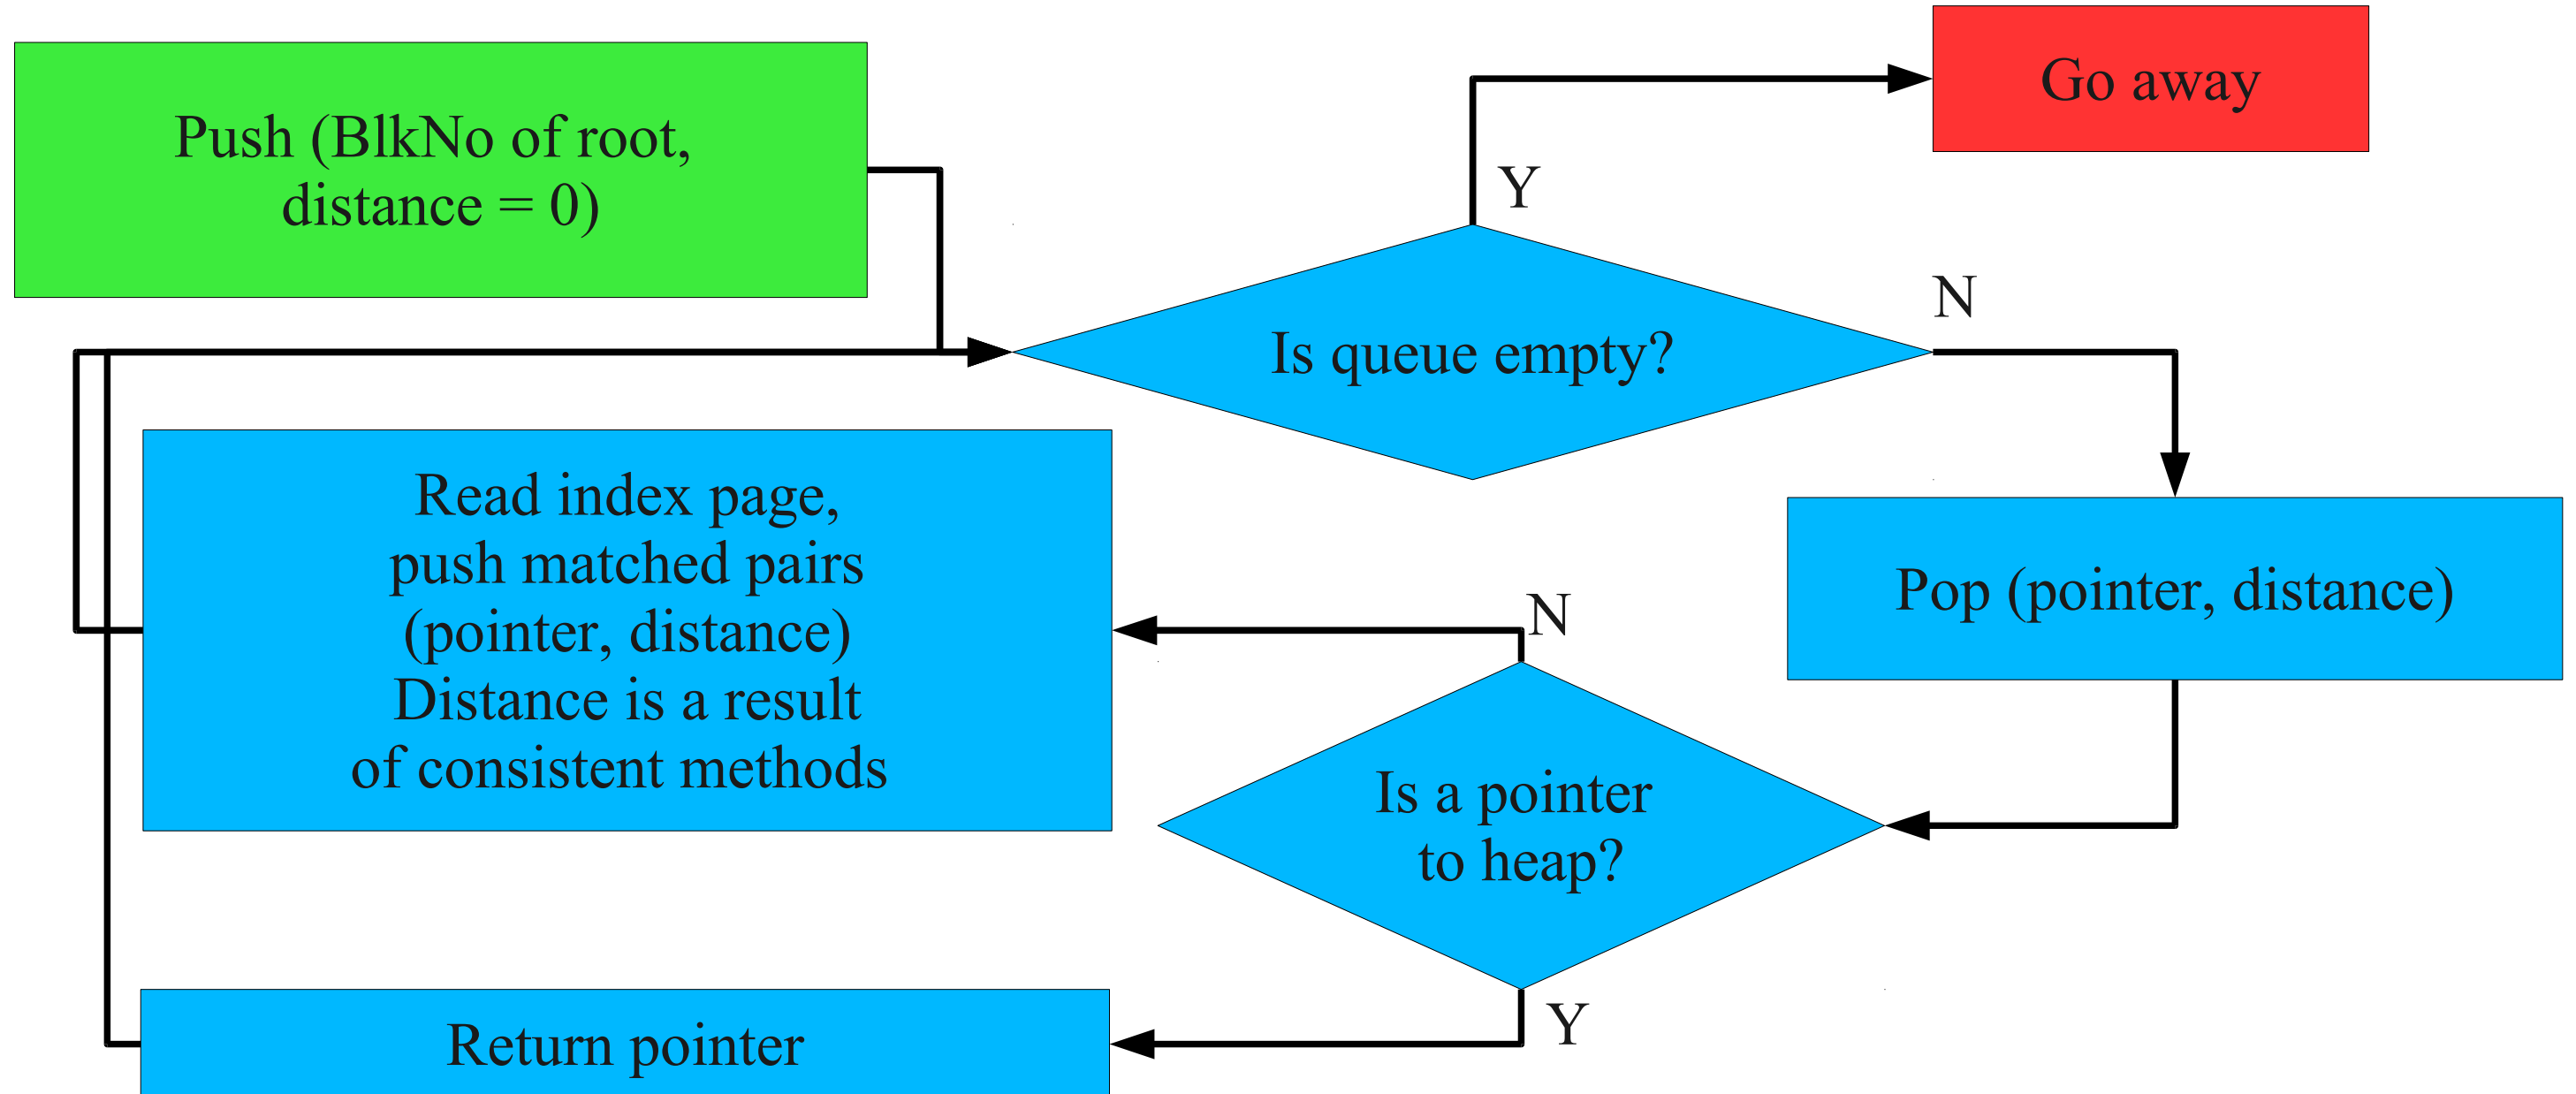 Push (BlkNo of root,
distance = 0)
Go away
Y
Is queue empty?
N
Pop (pointer, distance)
Read index page,
push matched pairs
(pointer, distance)
Distance is a result
of consistent methods
N
Is a pointer
to heap?
Y
Return pointer